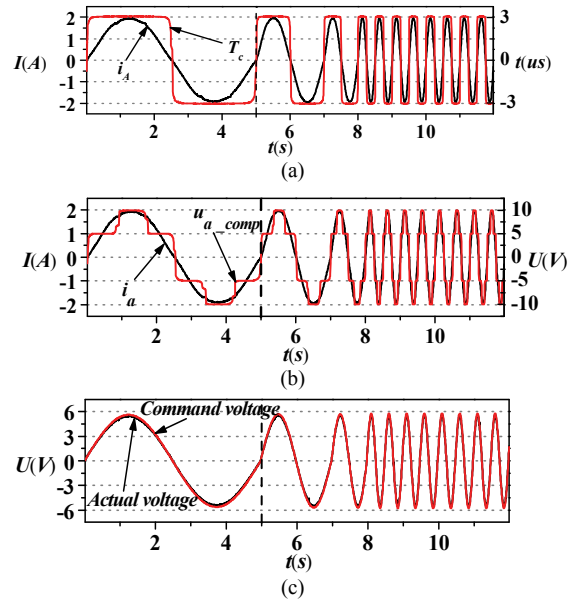 2
1
0
-1
-2
I(A)
i_A
T_c
3
0
-3
t(us)
2 4 6 8 10
t(s)
(a)
2
1
0
-1
-2
I(A)
i_a
u_a_comp
10
5
0
-5
-10
U(V)
2 4 6 8 10
t(s)
(b)
6
3
0
-3
-6
U(V)
Command voltage
Actual voltage
2 4 6 8 10
t(s)
(c)